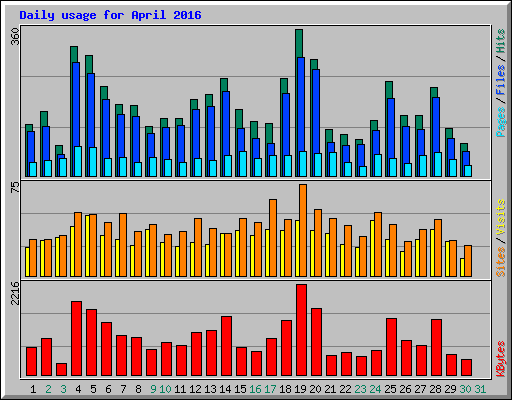 Daily usage for April 2016
360
Pages / Files / Hits
75
Sites / Visits
2216
KBytes
1 2 3 4 5 6 7 8 9 10 11 12 13 14 15 16 17 18 19 20 21 22 23 24 25 26 27 28 29 30 31